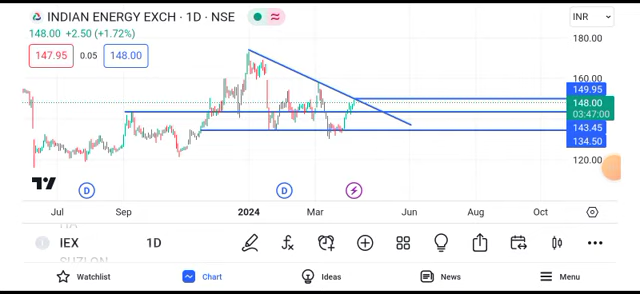 INDIAN ENERGY EXCH · 1D · NSE
INR
148.00 +2.50 (+1.72%)
147.95 0.05 148.00
180.00
160.00
149.95
148.00
03:47:00
143.45
134.50
120.00
D D
Jul Sep 2024 Mar Jun Aug Oct
IEX 1D
Watchlist Chart Ideas News Menu